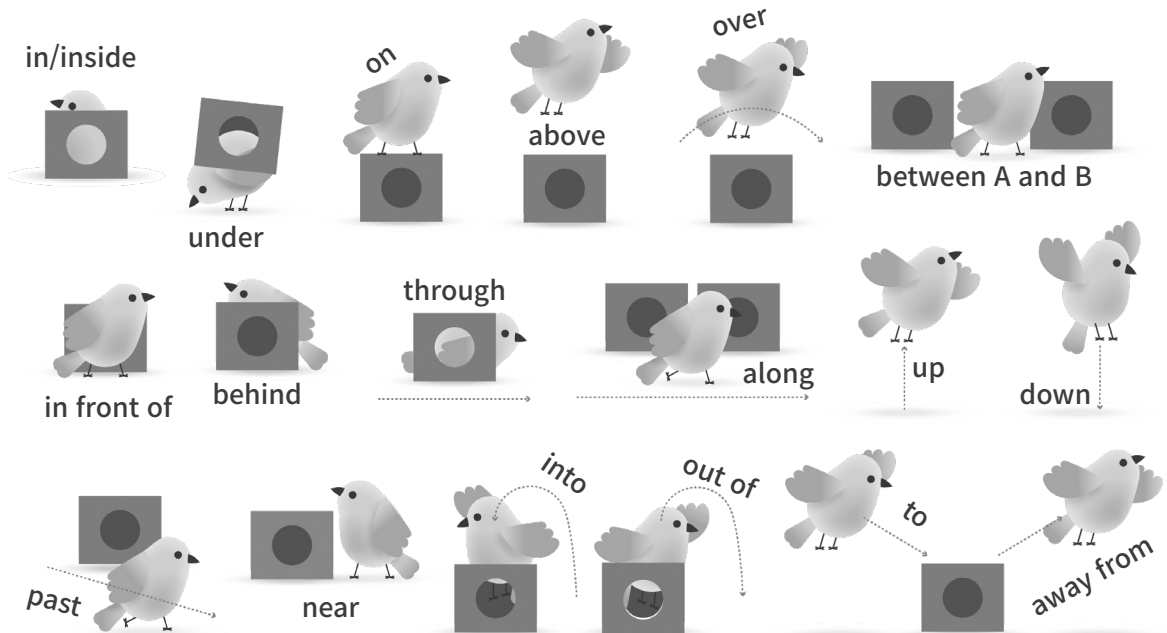 in/inside
under
on
above
over
between A and B
in front of
behind
through
along
up
down
past
near
into
out of
to
away from